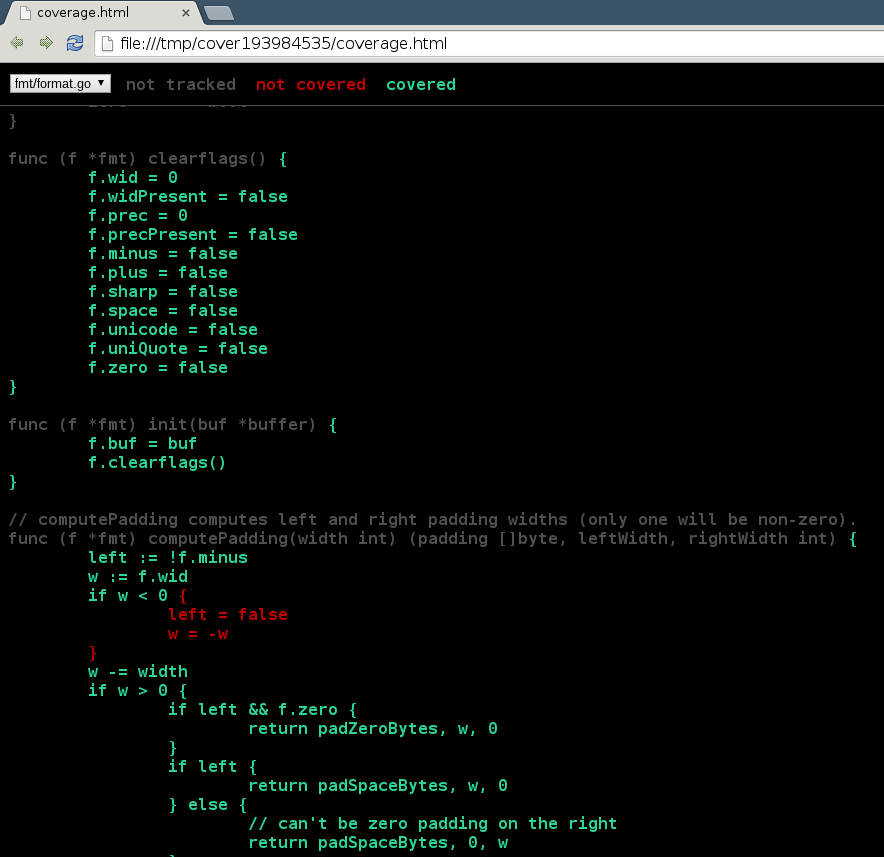 coverage.html ×
file:///tmp/cover193984535/coverage.html
fmt/format.go ▼ not tracked not covered covered
}
func (f *fmt) clearflags() {
        f.wid = 0
        f.widPresent = false
        f.prec = 0
        f.precPresent = false
        f.minus = false
        f.plus = false
        f.sharp = false
        f.space = false
        f.unicode = false
        f.uniQuote = false
        f.zero = false
}
func (f *fmt) init(buf *buffer) {
        f.buf = buf
        f.clearflags()
}
// computePadding computes left and right padding widths (only one will be non-zero).
func (f *fmt) computePadding(width int) (padding []byte, leftWidth, rightWidth int) {
        left := !f.minus
        w := f.wid
        if w < 0 {
                left = false
                w = -w
        }
        w -= width
        if w > 0 {
                if left && f.zero {
                        return padZeroBytes, w, 0
                }
                if left {
                        return padSpaceBytes, w, 0
                } else {
                        // can't be zero padding on the right
                        return padSpaceBytes, 0, w